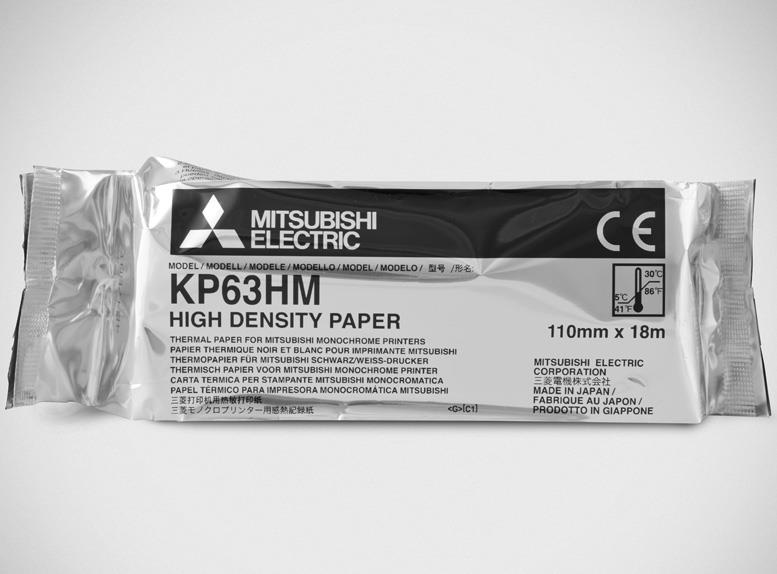 MITSUBISHI
ELECTRIC
CE
MODEL / MODELL / MODELE / MODELLO / MODEL / MODELO / 型号 /形名:
KP63HM
HIGH DENSITY PAPER
30℃
86°F
5℃
41°F
110mm x 18m
THERMAL PAPER FOR MITSUBISHI MONOCHROME PRINTERS
PAPIER THERMIQUE NOIR ET BLANC POUR IMPRIMANTE MITSUBISHI
THERMOPAPIER FÜR MITSUBISHI SCHWARZ/WEISS-DRUCKER
THERMISCH PAPIER VOOR MITSUBISHI MONOCHROME PRINTER
CARTA TERMICA PER STAMPANTE MITSUBISHI MONOCROMATICA
PAPEL TÉRMICO PARA IMPRESORA MONOCROMÁTICA MITSUBISHI
三菱打印机用热敏打印纸
三菱モノクロプリンター用感熱記録紙
<G>[C1]
MITSUBISHI ELECTRIC
CORPORATION
三菱電機株式会社
MADE IN JAPAN /
FABRIQUE AU JAPON /
PRODOTTO IN GIAPPONE